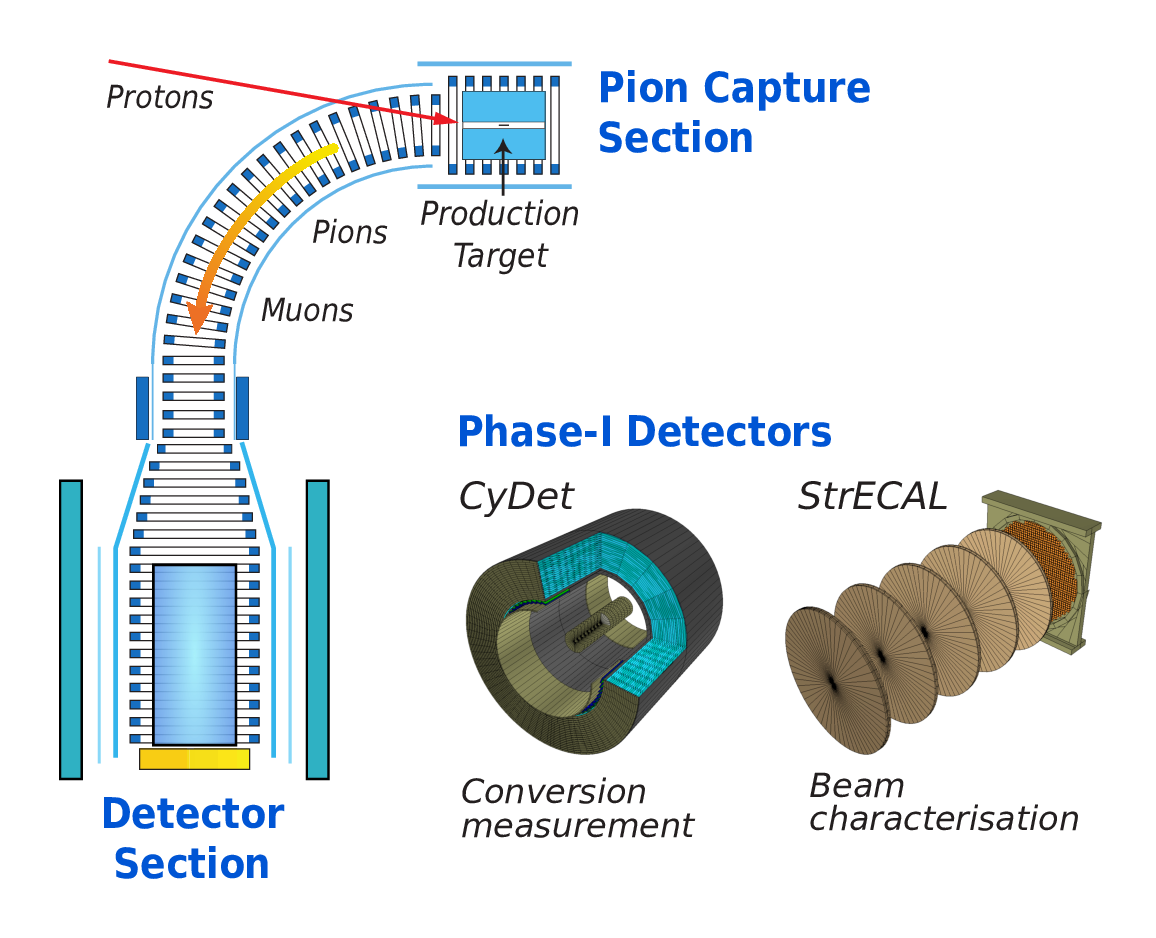 Protons
Pion Capture
Section
Production
Target
Pions
Muons
Phase-I Detectors
CyDet
StrECAL
Conversion
measurement
Beam
characterisation
Detector
Section